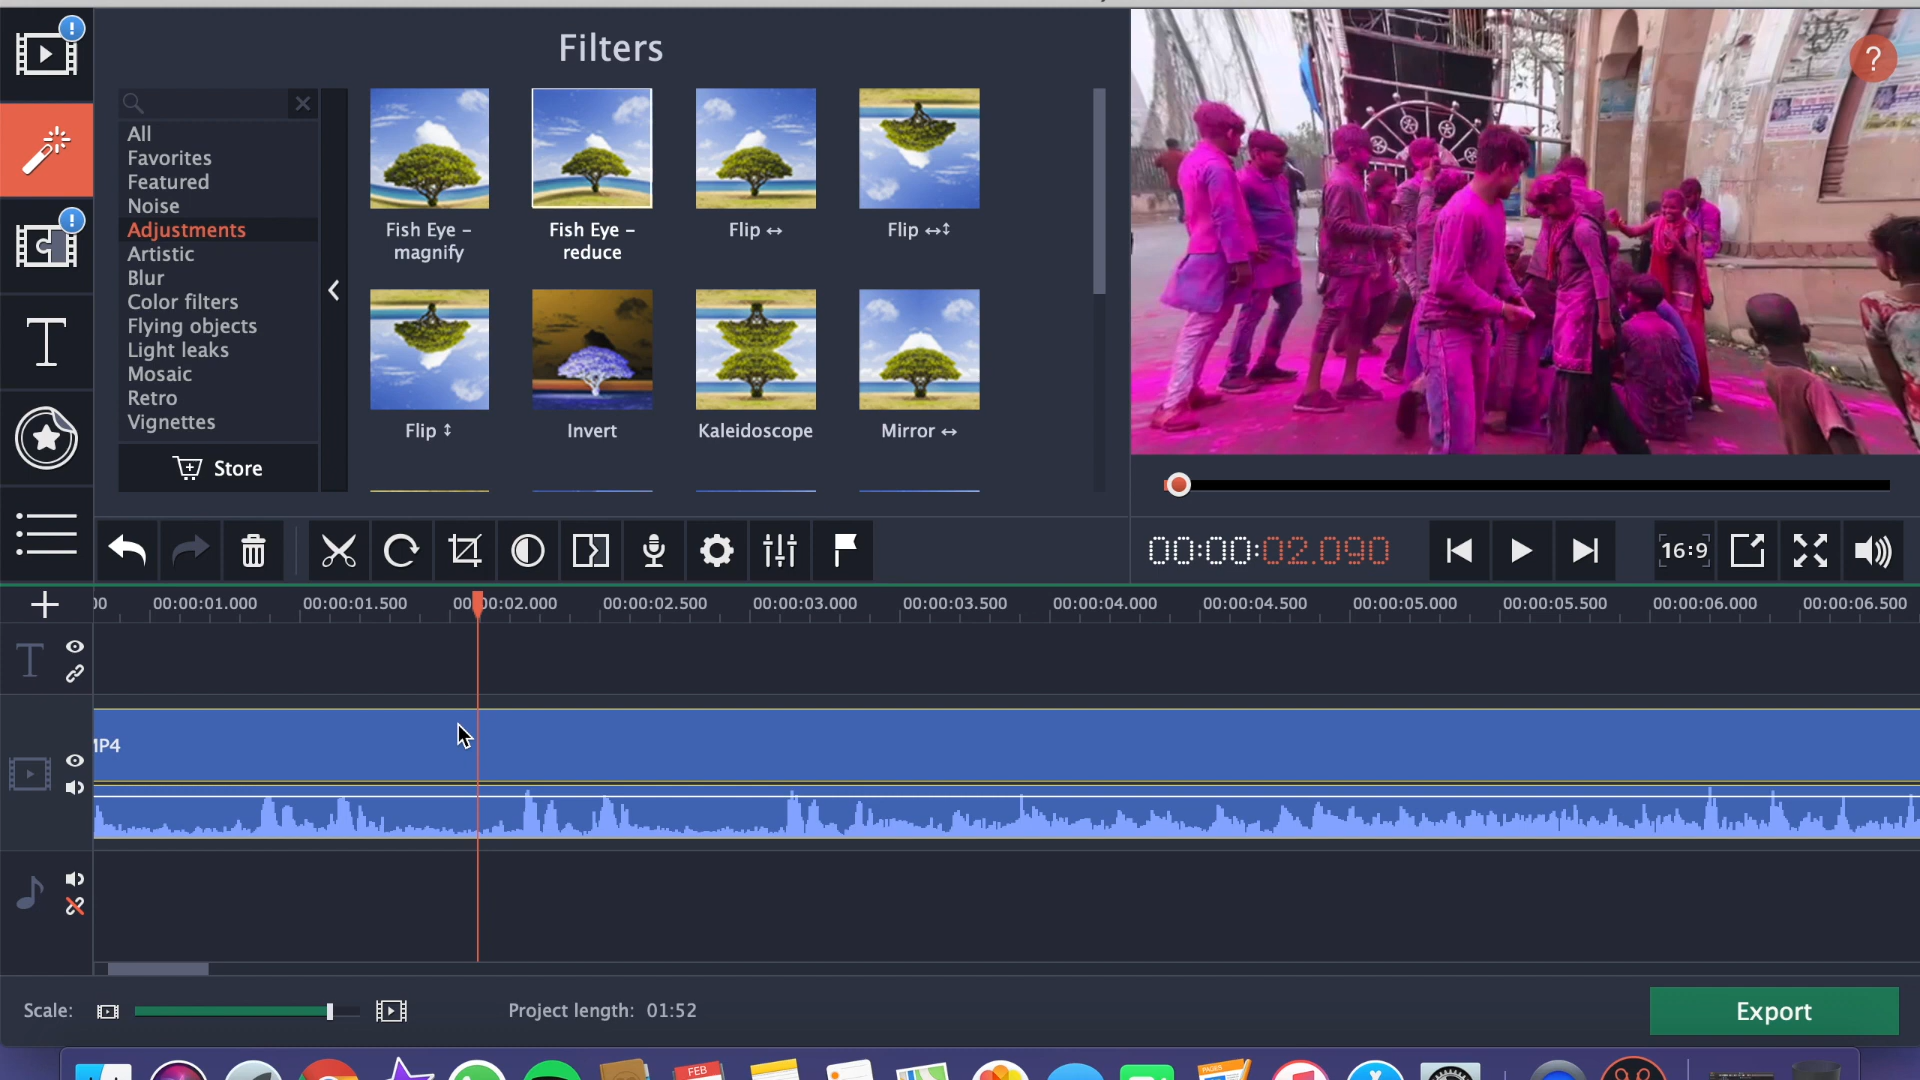 Filters
?
All
Favorites
Featured
Noise
Adjustments
Artistic
Blur
Color filters
Flying objects
Light leaks
Mosaic
Retro
Vignettes
Store
Fish Eye –
magnify
Fish Eye –
reduce
Flip ↔
Flip ↔↕
Flip ↕
Invert
Kaleidoscope
Mirror ↔
00:00:02.090
16:9
00 00:00:01.000 00:00:01.500 00:00:02.000 00:00:02.500 00:00:03.000 00:00:03.500 00:00:04.000 00:00:04.500 00:00:05.000 00:00:05.500 00:00:06.000 00:00:06.500
T
T
MP4
Scale:
Project length: 01:52
Export
FEB
PAGES